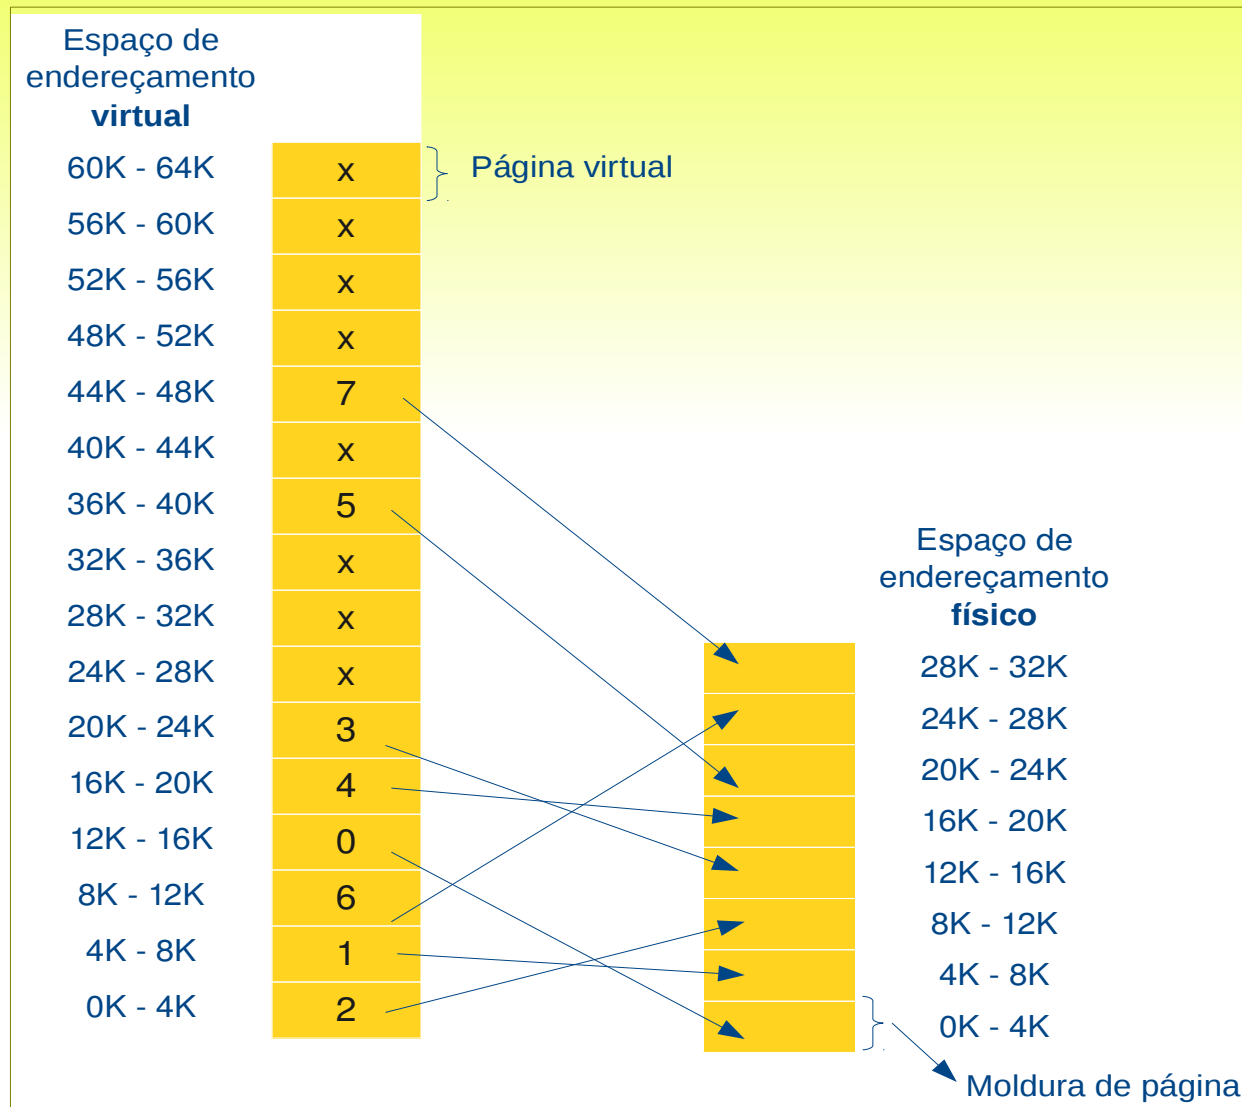 Espaço de
endereçamento
virtual
60K - 64K
x
Página virtual
56K - 60K
x
52K - 56K
x
48K - 52K
x
44K - 48K
7
40K - 44K
x
36K - 40K
5
32K - 36K
x
28K - 32K
x
24K - 28K
x
20K - 24K
3
16K - 20K
4
12K - 16K
0
8K - 12K
6
4K - 8K
1
0K - 4K
2
Espaço de
endereçamento
físico
28K - 32K
24K - 28K
20K - 24K
16K - 20K
12K - 16K
8K - 12K
4K - 8K
0K - 4K
Moldura de página